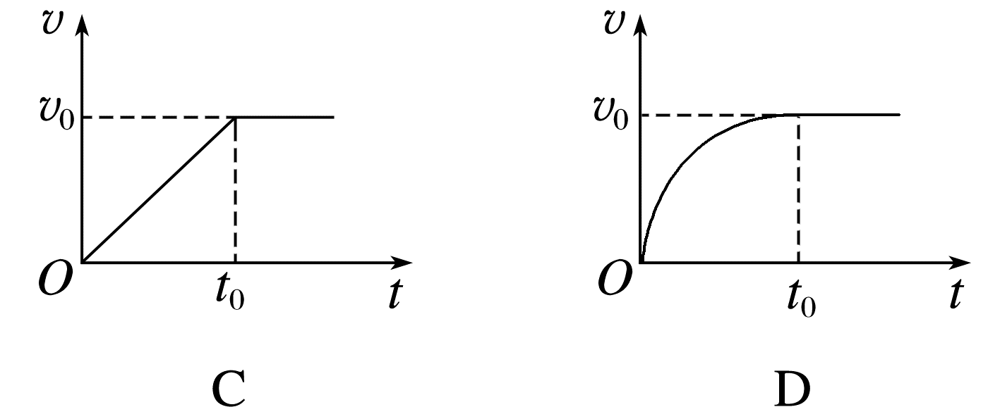 v v
v₀ v₀
O t₀ t O t₀ t
C D